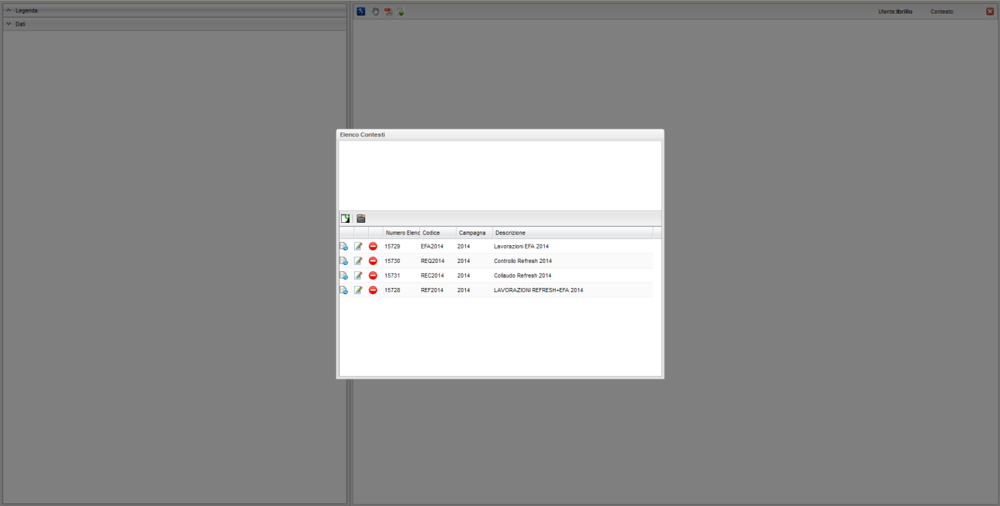 Legenda
Dati
Utente:lbrillo Contesto:
Elenco Contesti
Numero Elenc Codice Campagna Descrizione
15729 EFA2014 2014 Lavorazioni EFA 2014
15730 REQ2014 2014 Controllo Refresh 2014
15731 REC2014 2014 Collaudo Refresh 2014
15728 REF2014 2014 LAVORAZIONI REFRESH+EFA 2014